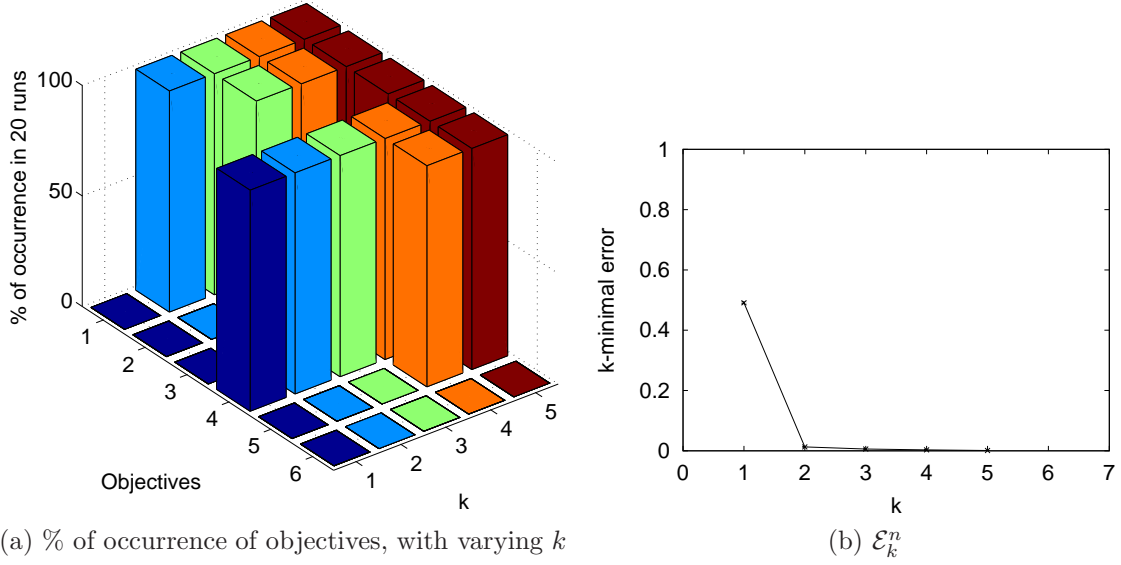 100
50
0
% of occurrence in 20 runs
1
2
3
4
5
6
Objectives
1
2
3
4
5
k
(a) % of occurrence of objectives, with varying k
1
0.8
0.6
0.4
0.2
0
k-minimal error
0 1 2 3 4 5 6 7
k
(b) ℰₖⁿ